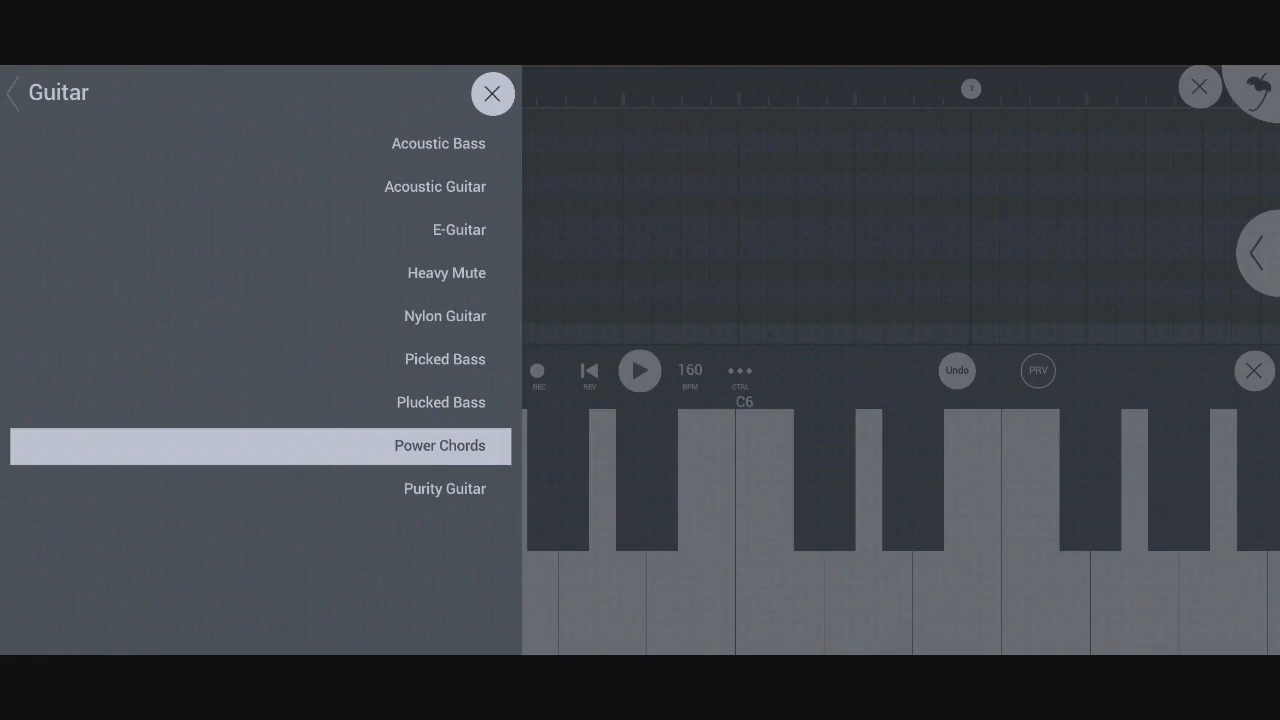 Guitar
Acoustic Bass
Acoustic Guitar
E-Guitar
Heavy Mute
Nylon Guitar
Picked Bass
Plucked Bass
Power Chords
Purity Guitar
160
Undo
PRV
REC
REV
BPM
CTRL
C6